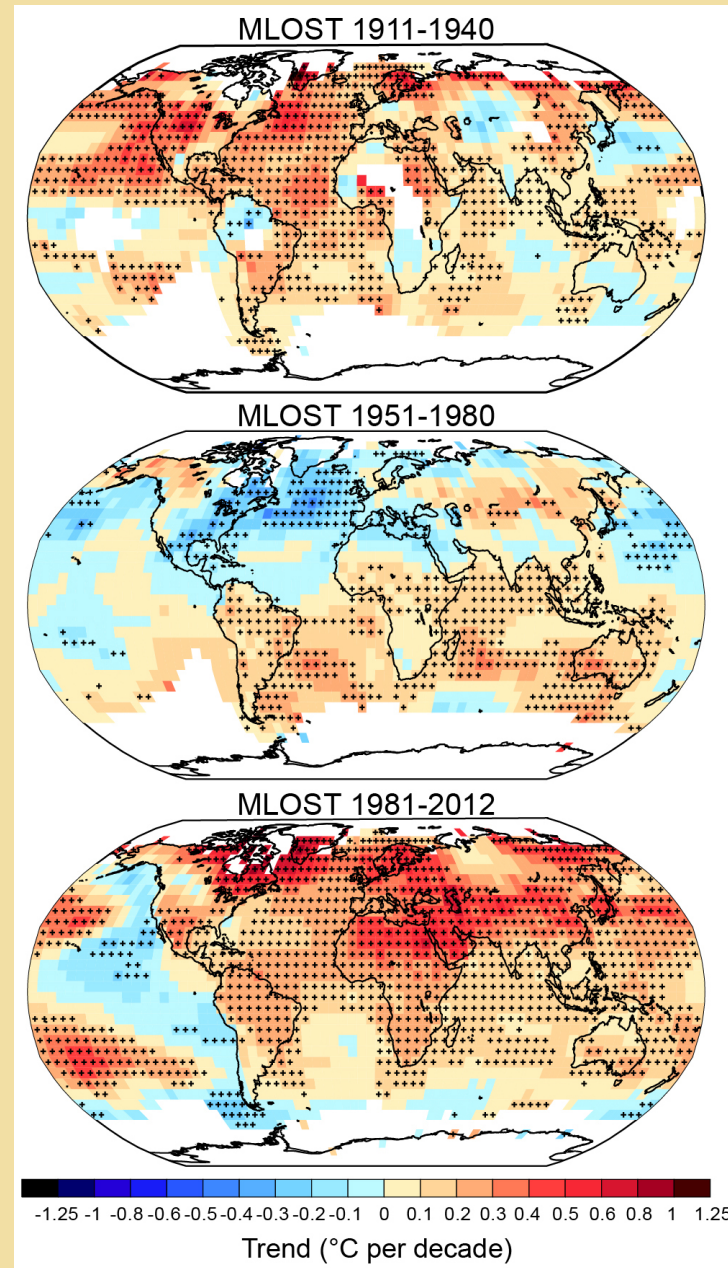 MLOST 1911-1940
MLOST 1951-1980
MLOST 1981-2012
-1.25 -1 -0.8 -0.6 -0.5 -0.4 -0.3 -0.2 -0.1 0 0.1 0.2 0.3 0.4 0.5 0.6 0.8 1 1.25
Trend (°C per decade)